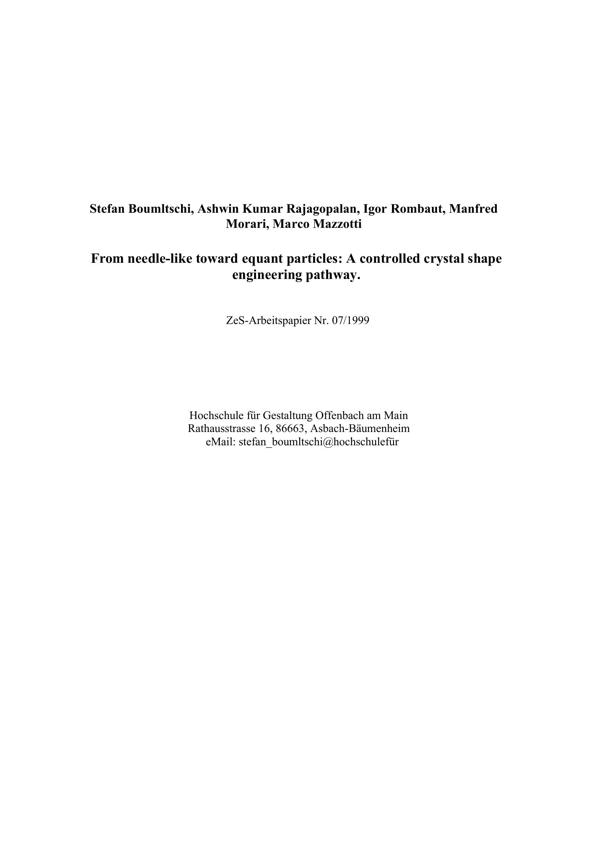 Stefan Boumltschi, Ashwin Kumar Rajagopalan, Igor Rombaut, Manfred
Morari, Marco Mazzotti
From needle-like toward equant particles: A controlled crystal shape
engineering pathway.
ZeS-Arbeitspapier Nr. 07/1999
Hochschule für Gestaltung Offenbach am Main
Rathausstrasse 16, 86663, Asbach-Bäumenheim
eMail: stefan_boumltschi@hochschulefür